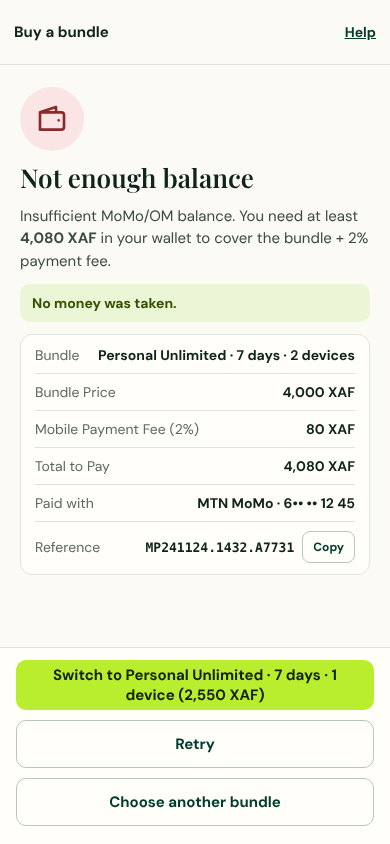 Buy a bundle
Help
Not enough balance
Insufficient MoMo/OM balance. You need at least
4,080 XAF in your wallet to cover the bundle + 2%
payment fee.
No money was taken.
Bundle Personal Unlimited · 7 days · 2 devices
Bundle Price 4,000 XAF
Mobile Payment Fee (2%) 80 XAF
Total to Pay 4,080 XAF
Paid with MTN MoMo · 6•• •• 12 45
Reference MP241124.1432.A7731 Copy
Switch to Personal Unlimited · 7 days · 1
device (2,550 XAF)
Retry
Choose another bundle